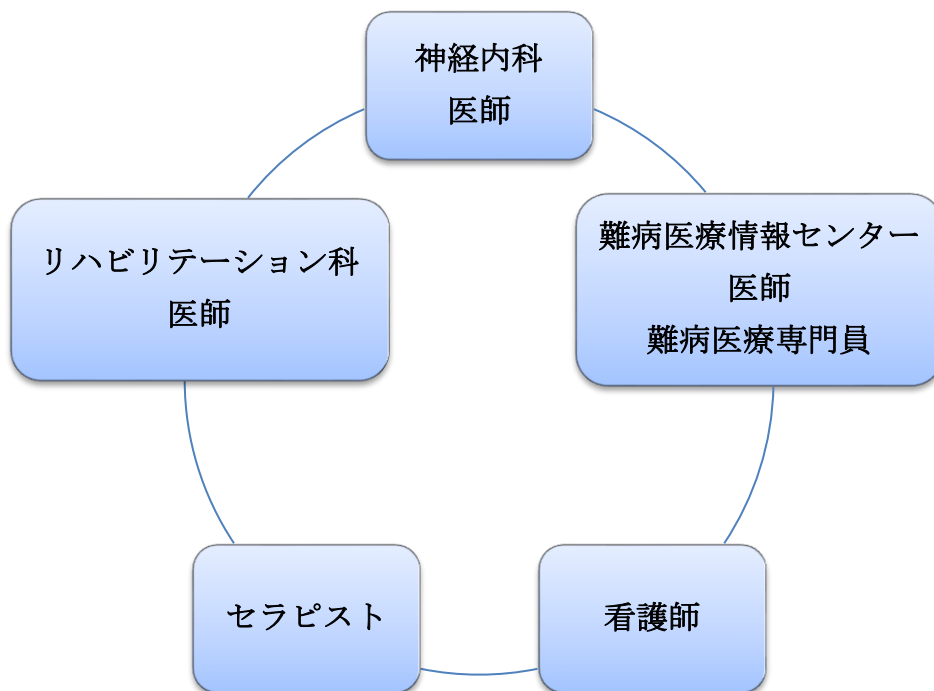 神経内科
医師
難病医療情報センター
医師
難病医療専門員
リハビリテーション科
医師
セラピスト
看護師